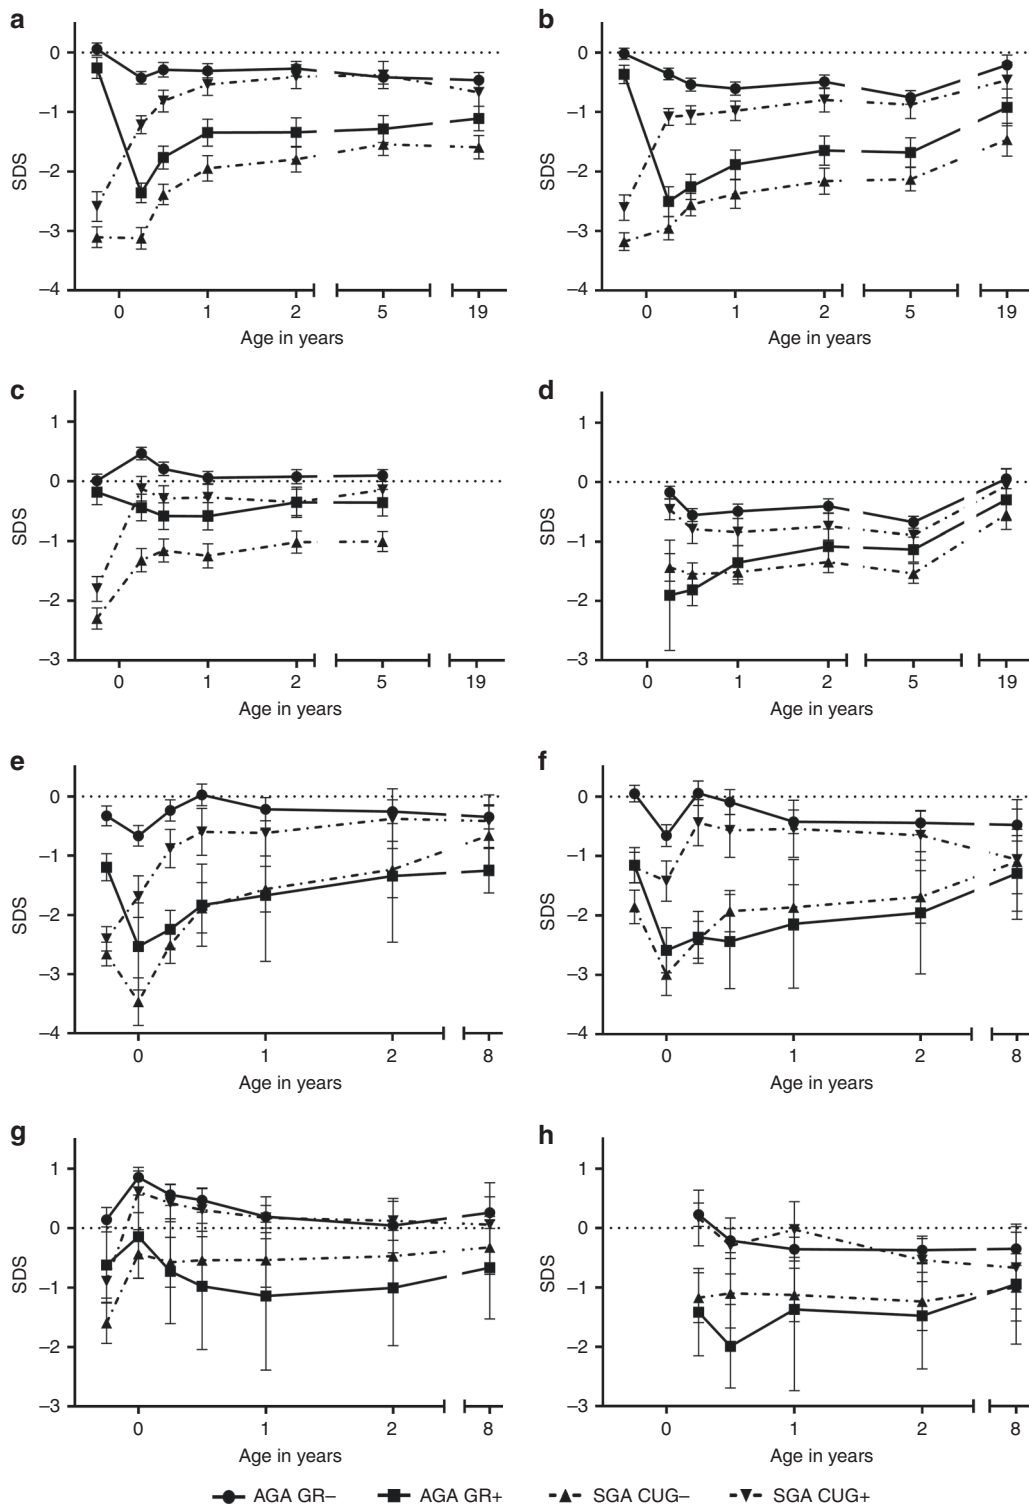 a
0
–1
–2
–3
–4
SDS
0 1 2 5 19
Age in years
b
0
–1
–2
–3
–4
SDS
0 1 2 5 19
Age in years
c
1
0
–1
–2
–3
SDS
0 1 2 5 19
Age in years
d
1
0
–1
–2
–3
SDS
0 1 2 5 19
Age in years
e
0
–1
–2
–3
–4
SDS
0 1 2 8
Age in years
f
0
–1
–2
–3
–4
SDS
0 1 2 8
Age in years
g
1
0
–1
–2
–3
SDS
0 1 2 8
Age in years
h
1
0
–1
–2
–3
SDS
0 1 2 8
Age in years
AGA GR– AGA GR+ SGA CUG– SGA CUG+